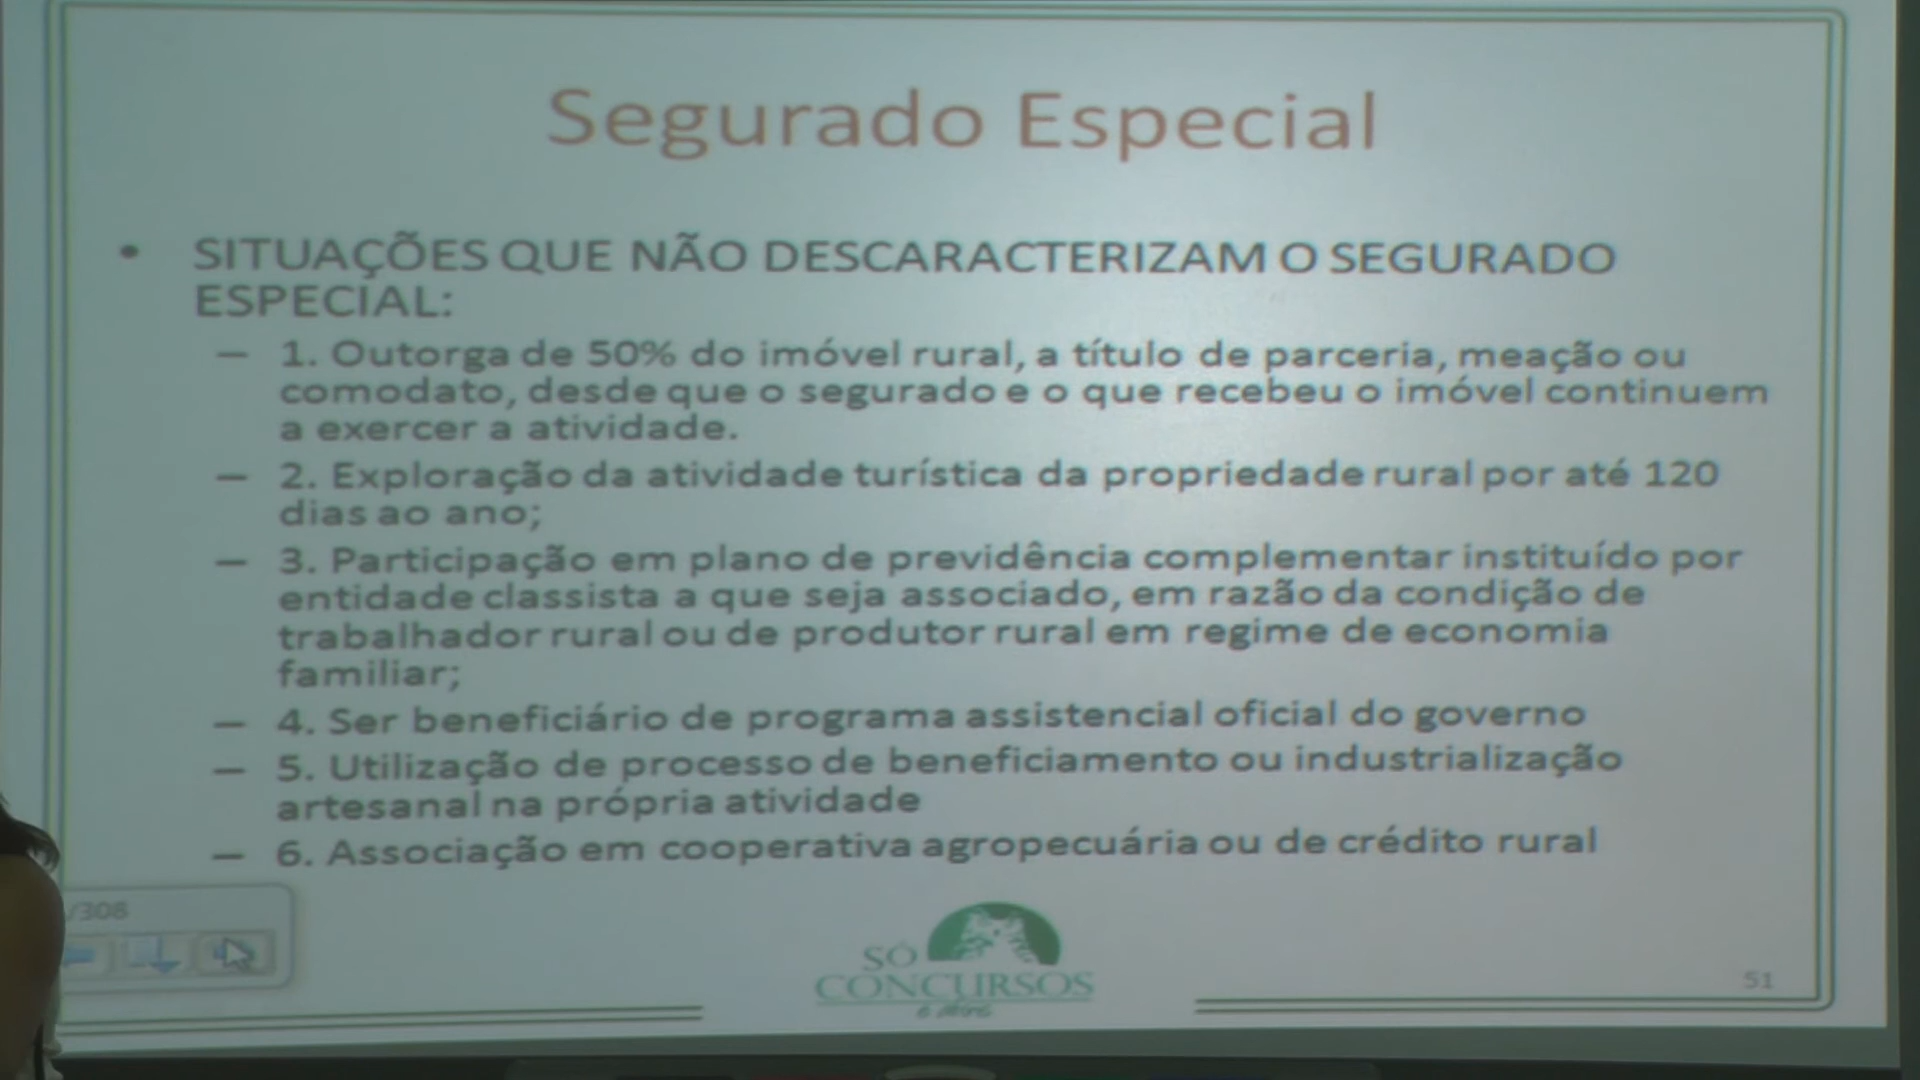 Segurado Especial
• SITUAÇÕES QUE NÃO DESCARACTERIZAM O SEGURADO
ESPECIAL:
– 1. Outorga de 50% do imóvel rural, a título de parceria, meação ou
comodato, desde que o segurado e o que recebeu o imóvel continuem
a exercer a atividade.
– 2. Exploração da atividade turística da propriedade rural por até 120
dias ao ano;
– 3. Participação em plano de previdência complementar instituído por
entidade classista a que seja associado, em razão da condição de
trabalhador rural ou de produtor rural em regime de economia
familiar;
– 4. Ser beneficiário de programa assistencial oficial do governo
– 5. Utilização de processo de beneficiamento ou industrialização
artesanal na própria atividade
– 6. Associação em cooperativa agropecuária ou de crédito rural
/308
SÓ
CONCURSOS
51